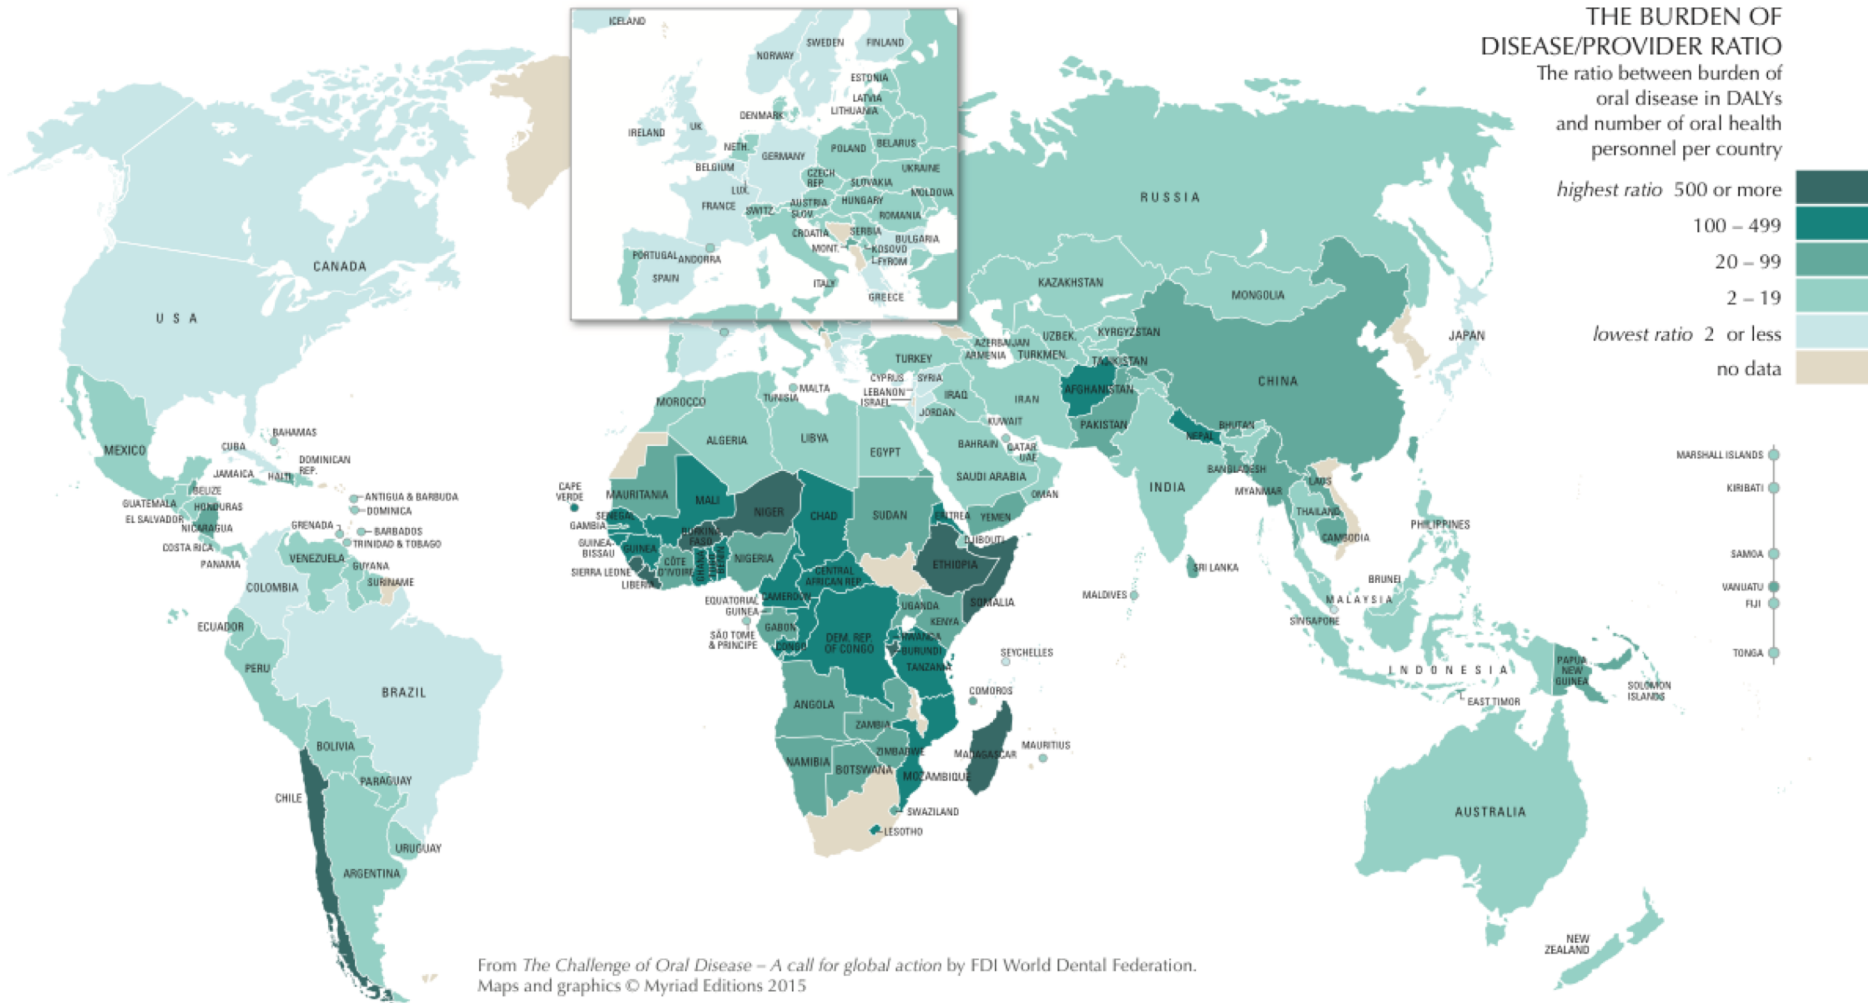 THE BURDEN OF
DISEASE/PROVIDER RATIO
The ratio between burden of
oral disease in DALYs
and number of oral health
personnel per country
highest ratio 500 or more
100 – 499
20 – 99
2 – 19
lowest ratio 2 or less
no data
ICELAND
SWEDEN
FINLAND
NORWAY
ESTONIA
LATVIA
LITHUANIA
DENMARK
IRELAND
UK
NETH.
BELARUS
POLAND
GERMANY
BELGIUM
LUX.
CZECH
REP.
SLOVAKIA
UKRAINE
MOLDOVA
FRANCE
SWITZ.
AUSTRIA
SLOV.
HUNGARY
ROMANIA
CROATIA
SERBIA
BULGARIA
MONT.
KOSOVO
FYROM
PORTUGAL
ANDORRA
SPAIN
ITALY
GREECE
CANADA
USA
MEXICO
BAHAMAS
CUBA
DOMINICAN
REP.
JAMAICA
HAITI
BELIZE
GUATEMALA
HONDURAS
EL SALVADOR
NICARAGUA
COSTA RICA
PANAMA
ANTIGUA & BARBUDA
DOMINICA
GRENADA
BARBADOS
TRINIDAD & TOBAGO
VENEZUELA
GUYANA
SURINAME
COLOMBIA
ECUADOR
PERU
BRAZIL
BOLIVIA
PARAGUAY
CHILE
URUGUAY
ARGENTINA
RUSSIA
KAZAKHSTAN
MONGOLIA
UZBEK.
KYRGYZSTAN
AZERBAIJAN
ARMENIA
TURKMEN.
TAJIKISTAN
TURKEY
CYPRUS
SYRIA
LEBANON
ISRAEL
IRAQ
JORDAN
IRAN
AFGHANISTAN
CHINA
JAPAN
KUWAIT
PAKISTAN
NEPAL
BHUTAN
BAHRAIN
QATAR
UAE
SAUDI ARABIA
OMAN
YEMEN
INDIA
BANGLADESH
MYANMAR
LAOS
THAILAND
CAMBODIA
PHILIPPINES
SRI LANKA
MALDIVES
BRUNEI
MALAYSIA
SINGAPORE
INDONESIA
EAST TIMOR
PAPUA
NEW
GUINEA
SOLOMON
ISLANDS
AUSTRALIA
NEW
ZEALAND
MARSHALL ISLANDS
KIRIBATI
SAMOA
VANUATU
FIJI
TONGA
MALTA
TUNISIA
MOROCCO
ALGERIA
LIBYA
EGYPT
CAPE
VERDE
MAURITANIA
MALI
NIGER
CHAD
SUDAN
ERITREA
DJIBOUTI
SENEGAL
GAMBIA
GUINEA-
BISSAU
GUINEA
SIERRA LEONE
LIBERIA
CÔTE
D'IVOIRE
BURKINA
FASO
GHANA
TOGO
BENIN
NIGERIA
CENTRAL
AFRICAN REP.
CAMEROON
EQUATORIAL
GUINEA
SÃO TOME
& PRINCIPE
GABON
CONGO
DEM. REP.
OF CONGO
ETHIOPIA
SOMALIA
UGANDA
KENYA
RWANDA
BURUNDI
TANZANIA
SEYCHELLES
COMOROS
ANGOLA
ZAMBIA
ZIMBABWE
NAMIBIA
BOTSWANA
MOZAMBIQUE
MADAGASCAR
MAURITIUS
SWAZILAND
LESOTHO
From The Challenge of Oral Disease – A call for global action by FDI World Dental Federation.
Maps and graphics © Myriad Editions 2015